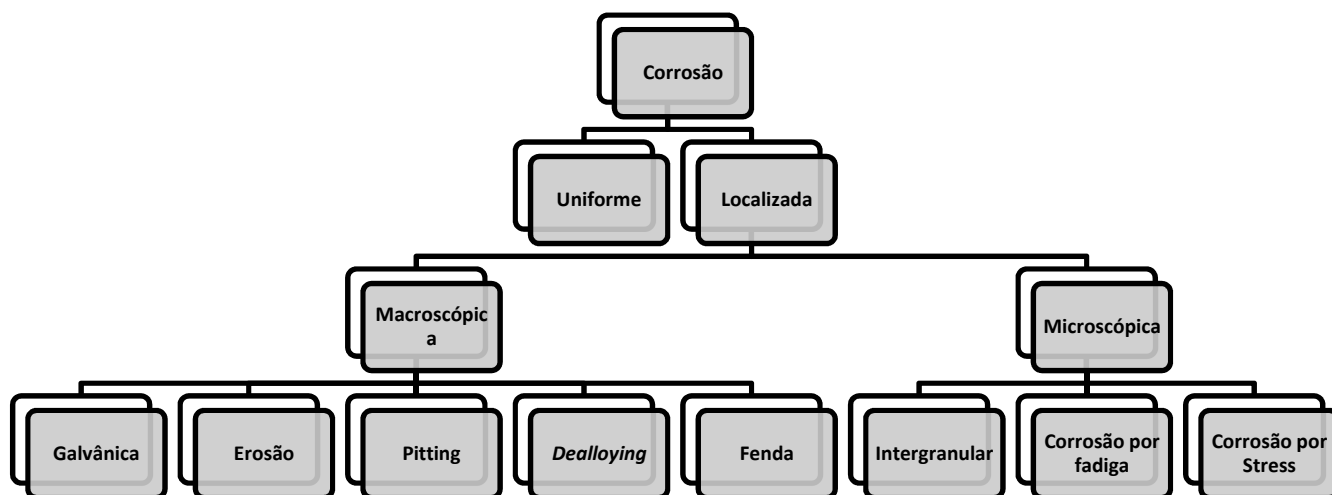 Corrosão
Uniforme
Localizada
Macroscópic
a
Microscópica
Galvânica
Erosão
Pitting
Dealloying
Fenda
Intergranular
Corrosão por
fadiga
Corrosão por
Stress